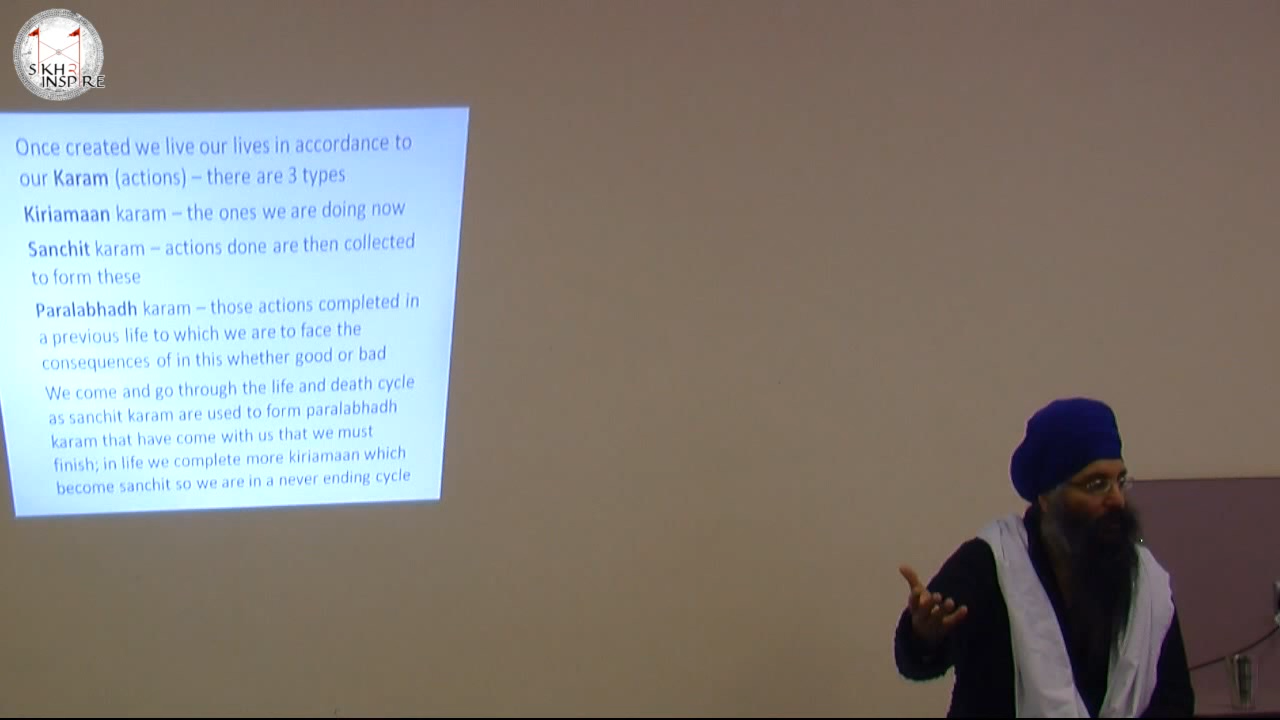 SIKH
INSPIRE
Once created we live our lives in accordance to
our Karam (actions) – there are 3 types
Kiriamaan karam – the ones we are doing now
Sanchit karam – actions done are then collected
to form these
Paralabhadh karam – those actions completed in
a previous life to which we are to face the
consequences of in this whether good or bad
We come and go through the life and death cycle
as sanchit karam are used to form paralabhadh
karam that have come with us that we must
finish; in life we complete more kiriamaan which
become sanchit so we are in a never ending cycle